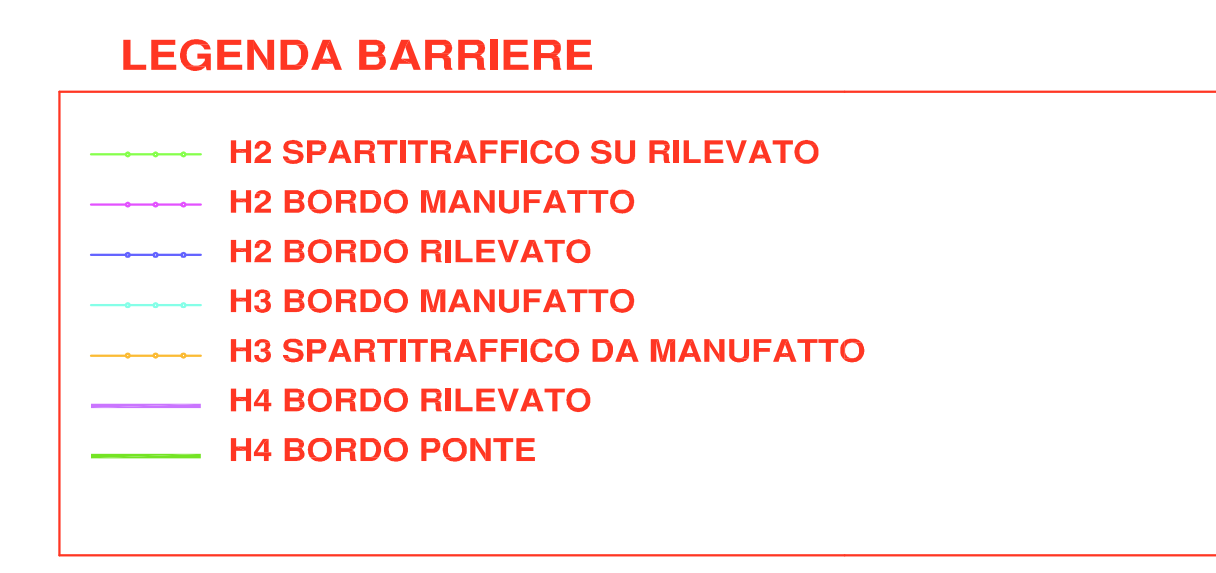 LEGENDA BARRIERE
H2 SPARTITRAFFICO SU RILEVATO
H2 BORDO MANUFATTO
H2 BORDO RILEVATO
H3 BORDO MANUFATTO
H3 SPARTITRAFFICO DA MANUFATTO
H4 BORDO RILEVATO
H4 BORDO PONTE